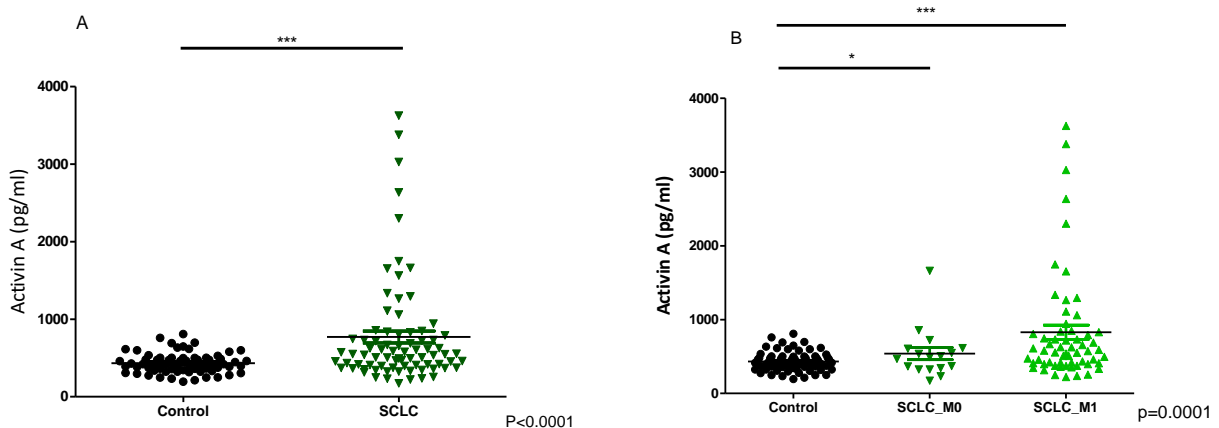 A
***
Activin A (pg/ml)
4000
3000
2000
1000
0
Control SCLC
P<0.0001
B
***
*
Activin A (pg/ml)
4000
3000
2000
1000
0
Control SCLC_M0 SCLC_M1
p=0.0001